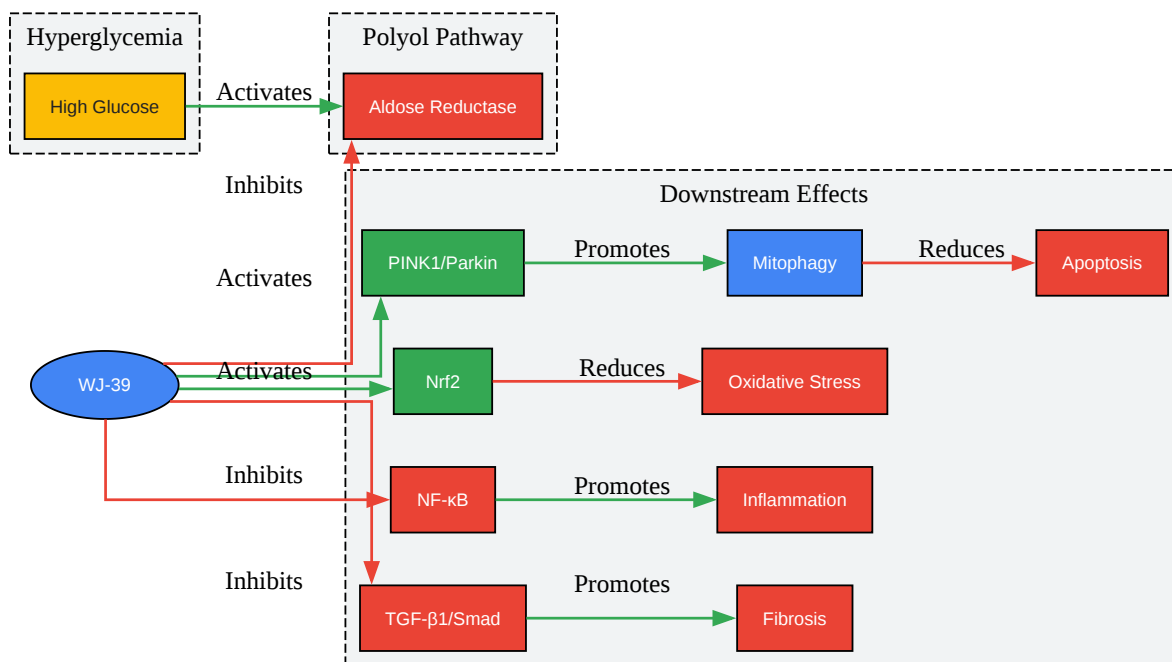 Hyperglycemia
Polyol Pathway
High Glucose
Activates
Aldose Reductase
Inhibits
Downstream Effects
Activates
PINK1/Parkin
Promotes
Mitophagy
Reduces
Apoptosis
WJ-39
Activates
Nrf2
Reduces
Oxidative Stress
Inhibits
NF-κB
Promotes
Inflammation
Inhibits
TGF-β1/Smad
Promotes
Fibrosis